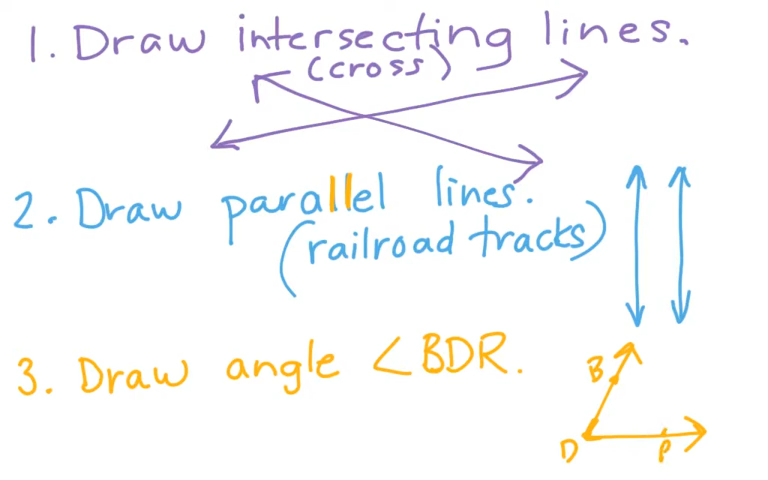 1. Draw intersecting lines.
(cross)
2. Draw parallel lines.
(railroad tracks)
3. Draw angle ∠BDR.
B
D P